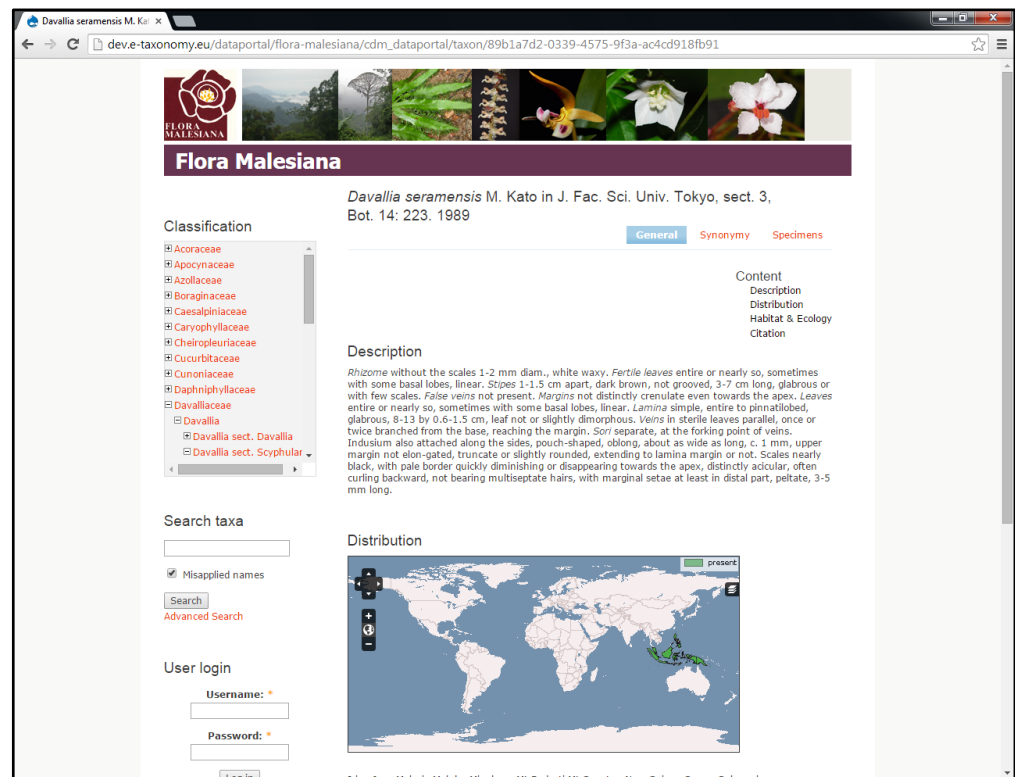 Davallia seramensis M. Ka
dev.e-taxonomy.eu/dataportal/flora-malesiana/cdm_dataportal/taxon/89b1a7d2-0339-4575-9f3a-ac4cd918fb91
FLORA
MALESIANA
Flora Malesiana
Davallia seramensis M. Kato in J. Fac. Sci. Univ. Tokyo, sect. 3,
Bot. 14: 223. 1989
General Synonymy Specimens
Classification
Acoraceae
Apocynaceae
Azollaceae
Boraginaceae
Caesalpiniaceae
Caryophyllaceae
Cheiropleuriaceae
Cucurbitaceae
Cunoniaceae
Daphniphyllaceae
Davalliaceae
Davallia
Davallia sect. Davallia
Davallia sect. Scyphular
Search taxa
Misapplied names
Search
Advanced Search
User login
Username: *
Password: *
Log in
Content
Description
Distribution
Habitat & Ecology
Citation
Description
Rhizome without the scales 1-2 mm diam., white waxy. Fertile leaves entire or nearly so, sometimes
with some basal lobes, linear. Stipes 1-1.5 cm apart, dark brown, not grooved, 3-7 cm long, glabrous or
with few scales. False veins not present. Margins not distinctly crenulate even towards the apex. Leaves
entire or nearly so, sometimes with some basal lobes, linear. Lamina simple, entire to pinnatilobed,
glabrous, 8-13 by 0.6-1.5 cm, leaf not or slightly dimorphous. Veins in sterile leaves parallel, once or
twice branched from the base, reaching the margin. Sori separate, at the forking point of veins.
Indusium also attached along the sides, pouch-shaped, oblong, about as wide as long, c. 1 mm, upper
margin not elon-gated, truncate or slightly rounded, extending to lamina margin or not. Scales nearly
black, with pale border quickly diminishing or disappearing towards the apex, distinctly acicular, often
curling backward, not bearing multiseptate hairs, with marginal setae at least in distal part, peltate, 3-5
mm long.
Distribution
present